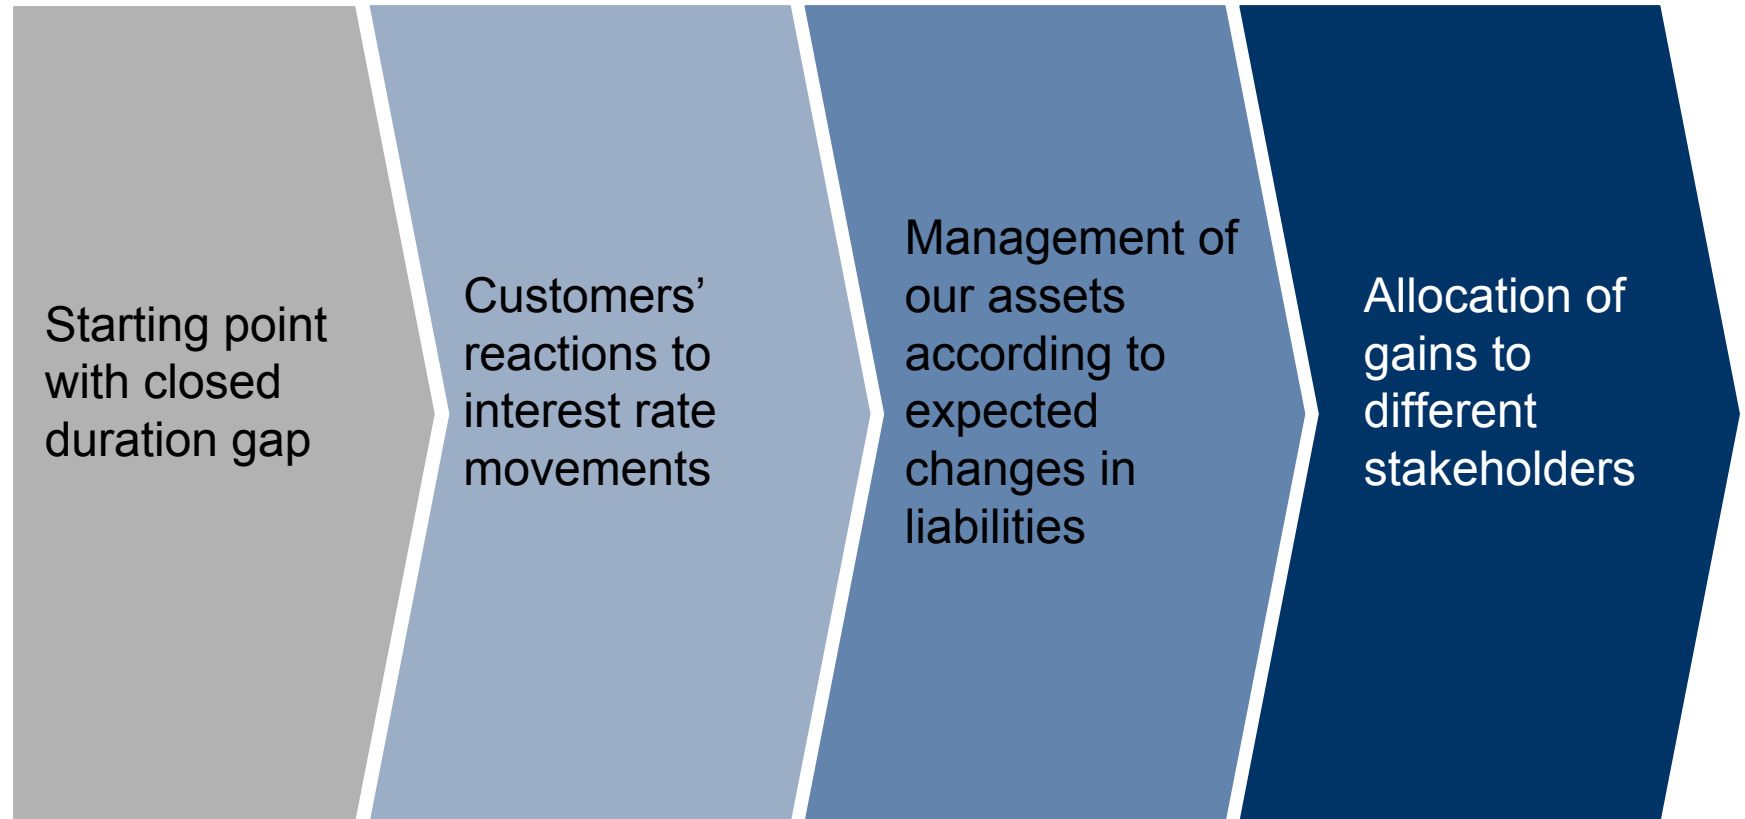 Starting point
with closed
duration gap
Customers’
reactions to
interest rate
movements
Management of
our assets
according to
expected
changes in
liabilities
Allocation of
gains to
different
stakeholders